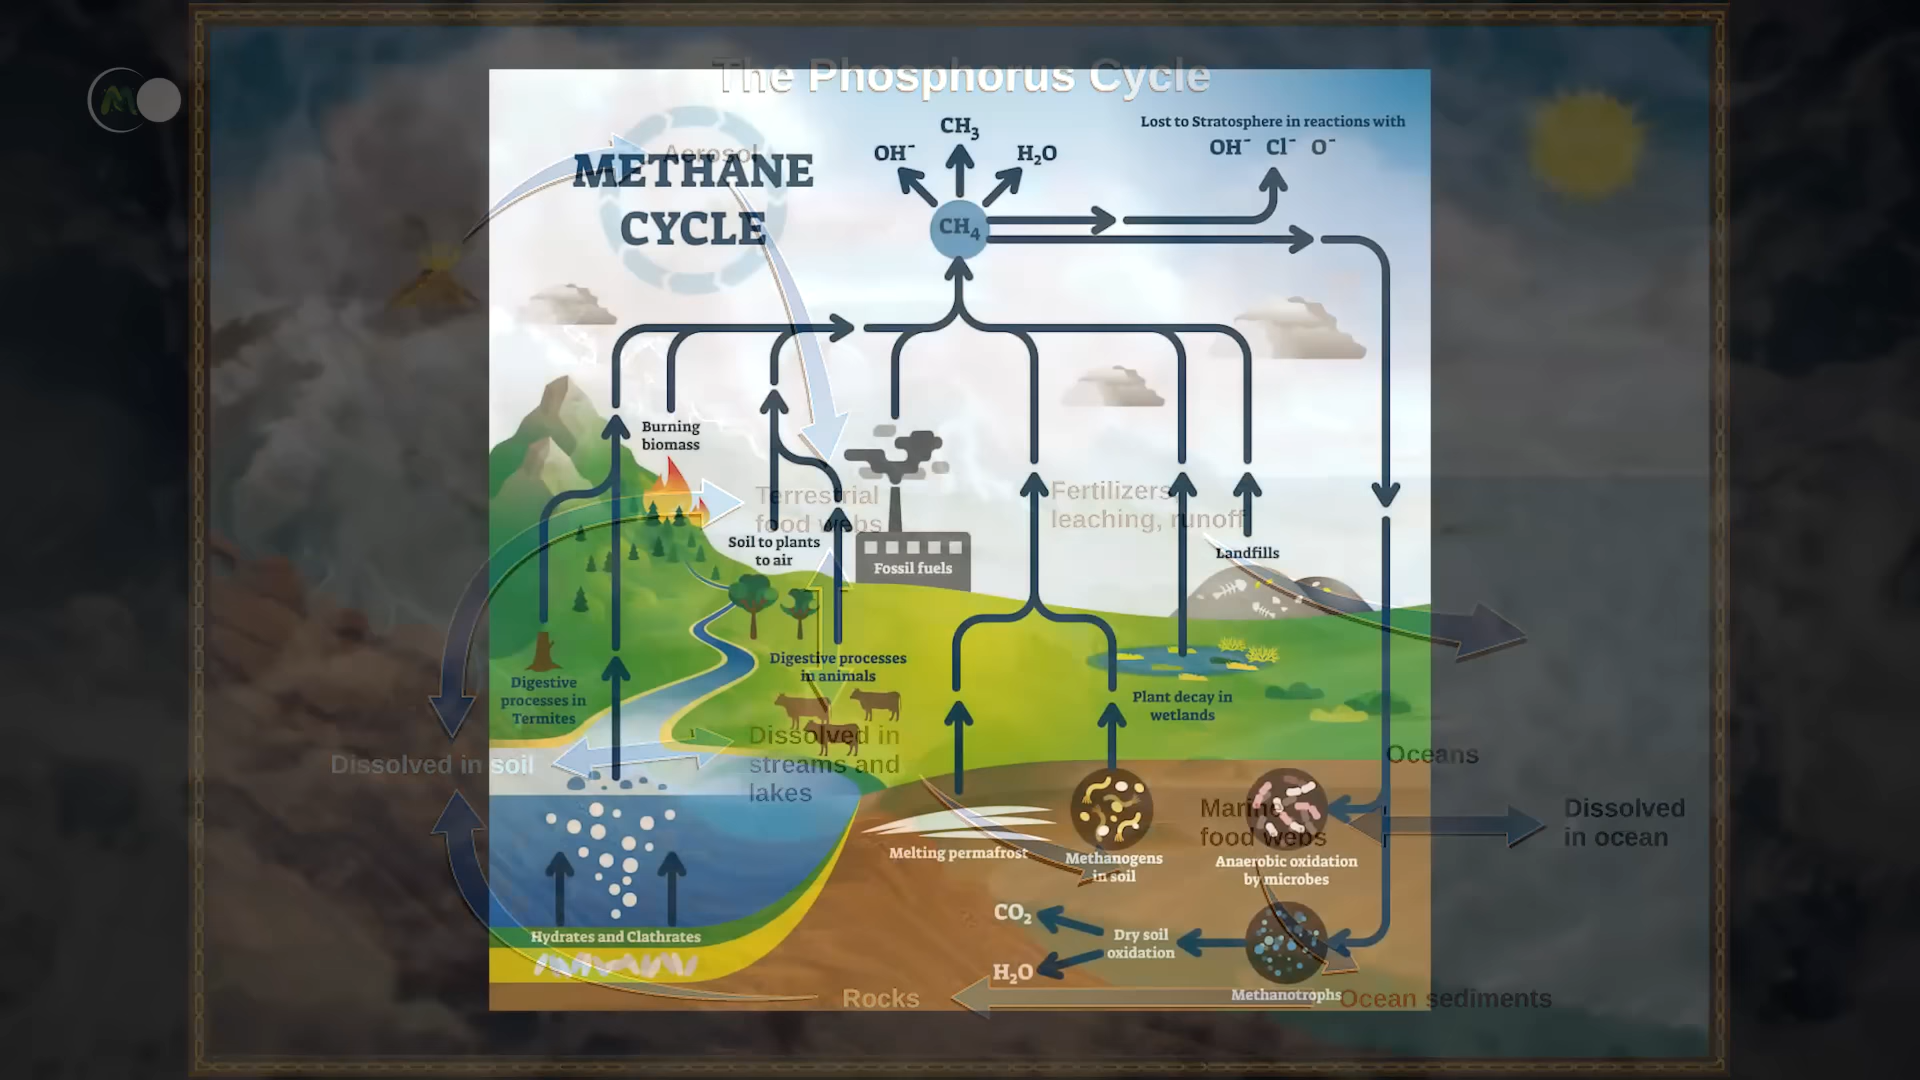 The Phosphorus Cycle
M
METHANE
CYCLE
Aerosol
CH₃
OH⁻
H₂O
CH₄
Lost to Stratosphere in reactions with
OH⁻ Cl⁻ O⁻
Burning
biomass
Terrestrial
food webs
Soil to plants
to air
Fossil fuels
Fertilizers,
leaching, runoff
Landfills
Digestive
processes in
Termites
Digestive processes
in animals
Plant decay in
wetlands
Dissolved in soil
Dissolved in
streams and
lakes
Oceans
Marine
food webs
Dissolved
in ocean
Melting permafrost
Methanogens
in soil
Anaerobic oxidation
by microbes
Hydrates and Clathrates
CO₂
Dry soil
oxidation
H₂O
Methanotrophs
Rocks
Ocean sediments